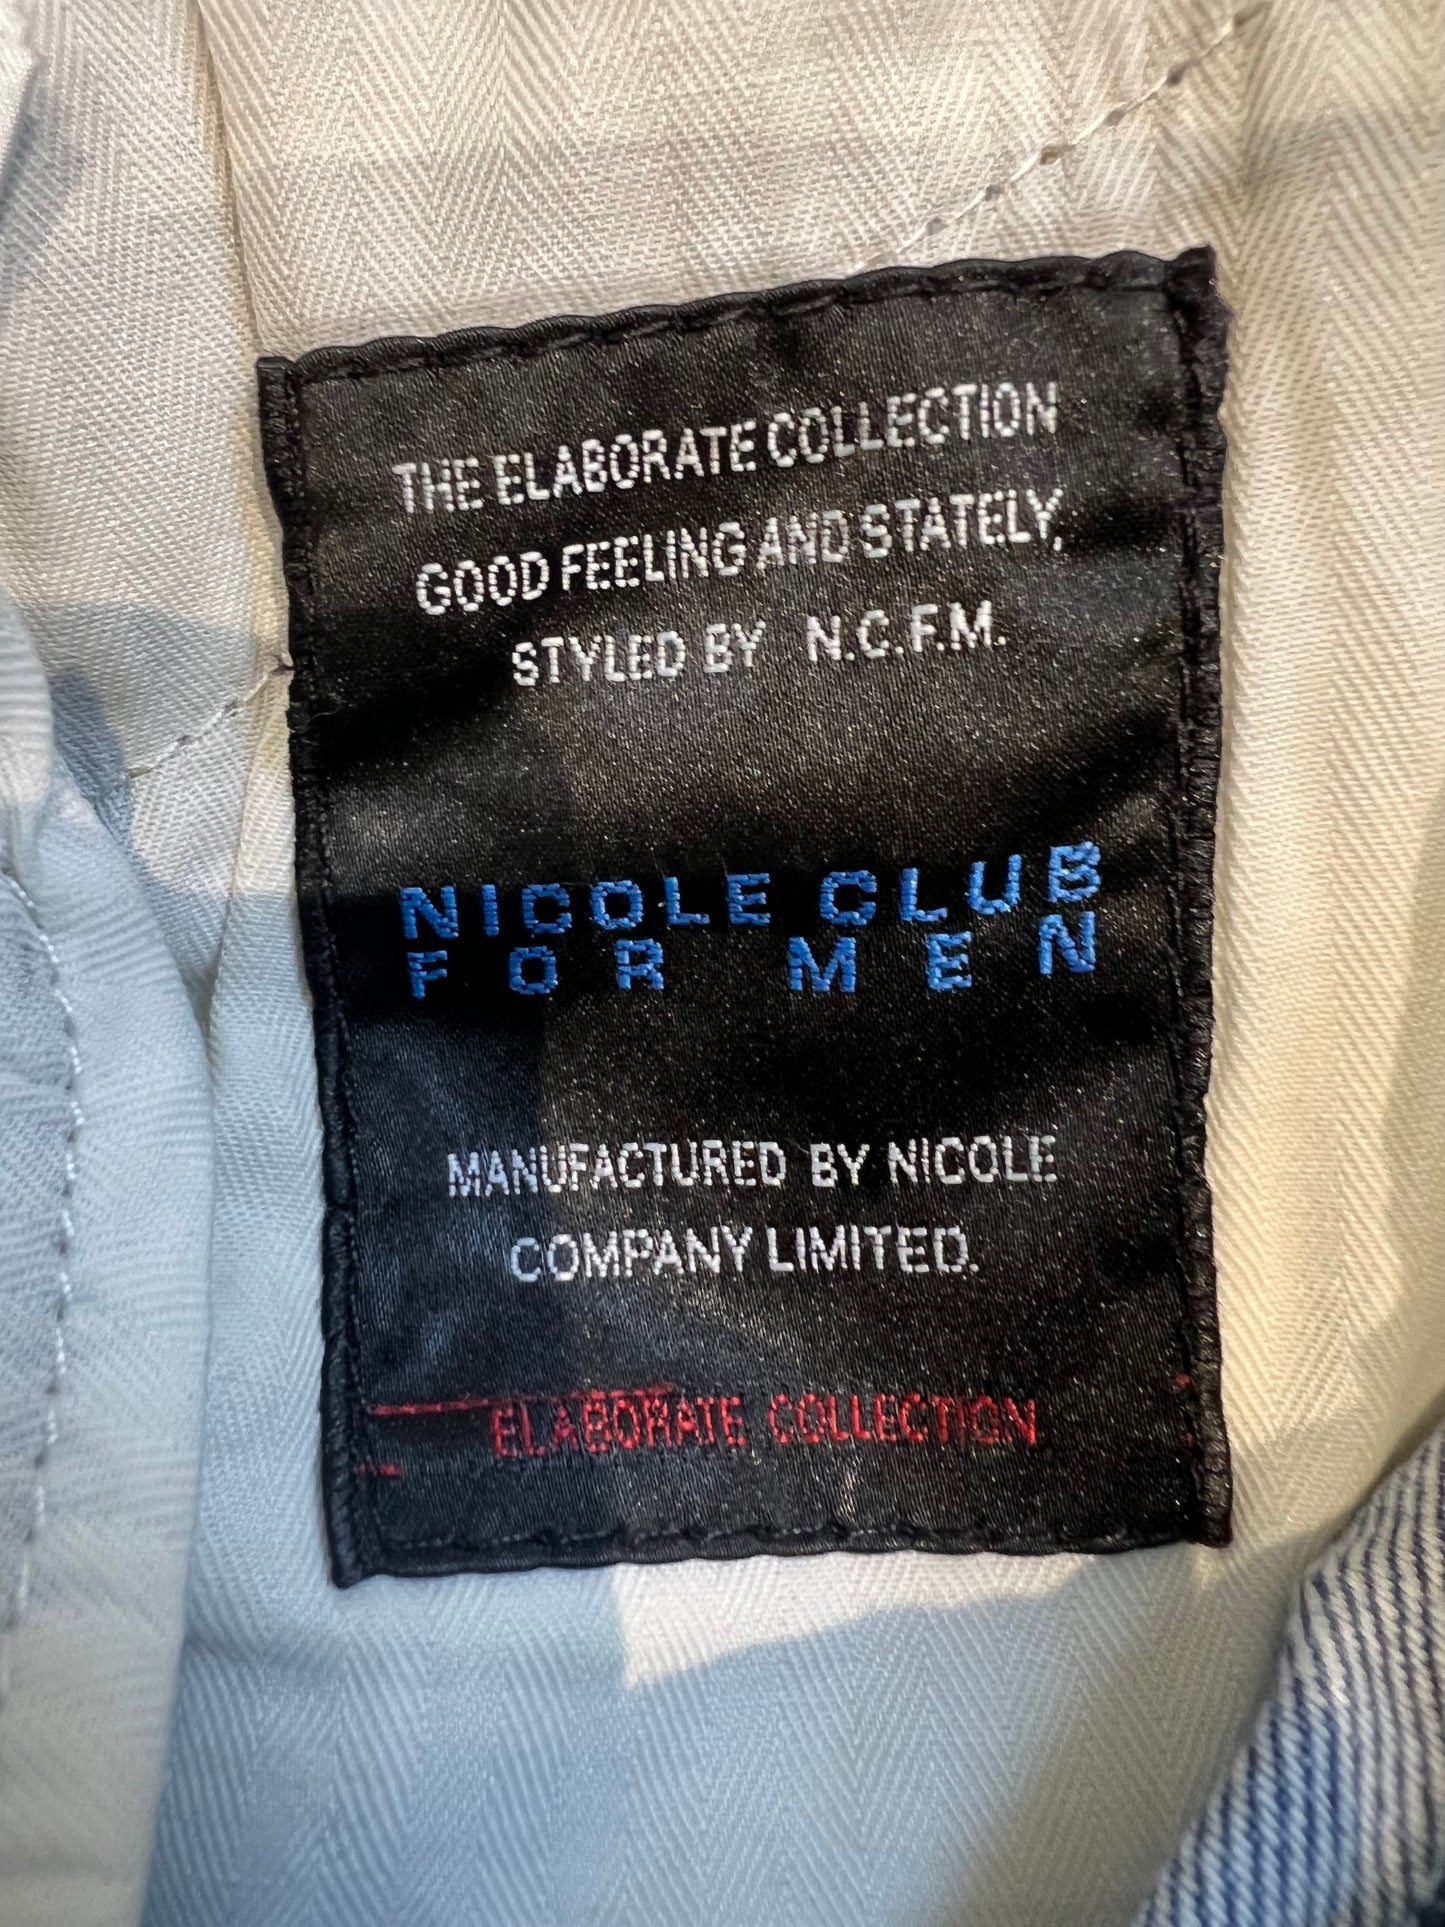 THE ELABORATE COLLECTION
GOOD FEELING AND STATELY,
STYLED BY N.C.F.M.
NICOLE CLUB
FOR MEN
MANUFACTURED BY NICOLE
COMPANY LIMITED.
ELABORATE COLLECTION